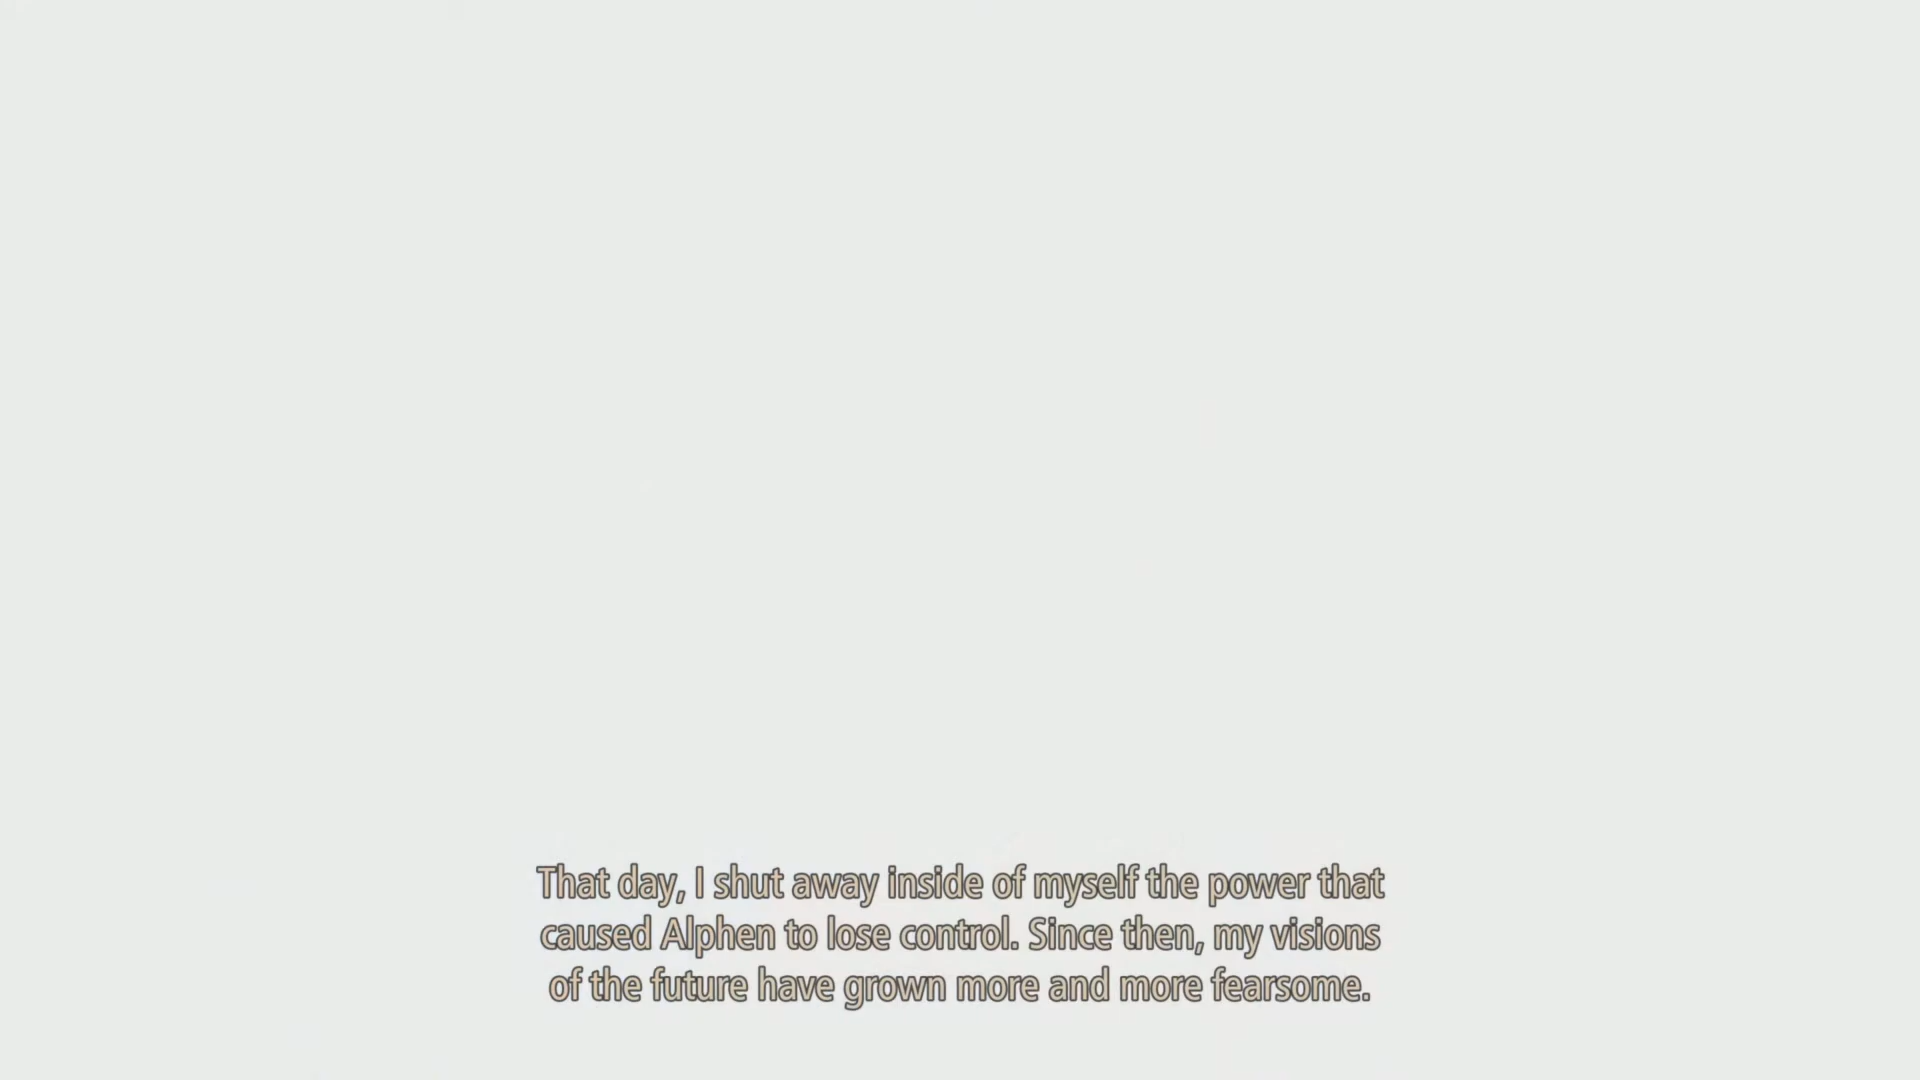 That day, I shut away inside of myself the power that
caused Alphen to lose control. Since then, my visions
of the future have grown more and more fearsome.